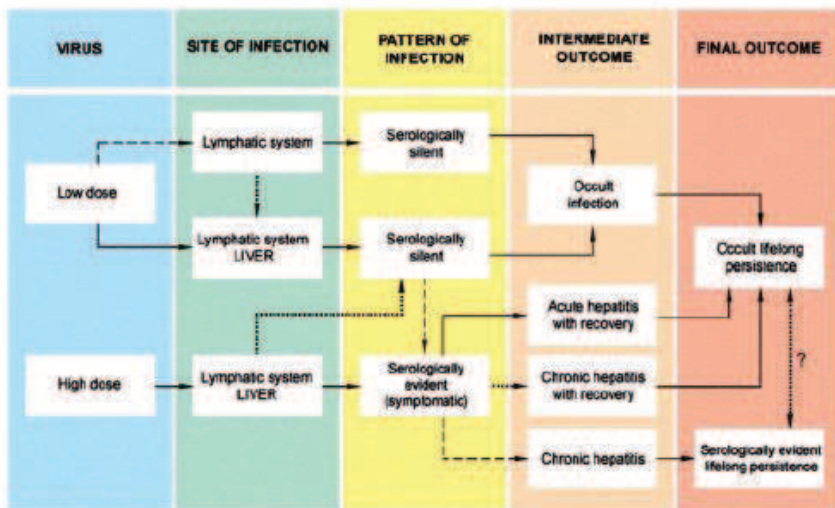 VIRUS
SITE OF INFECTION
PATTERN OF
INFECTION
INTERMEDIATE
OUTCOME
FINAL OUTCOME
Lymphatic system
Serologically
silent
Low dose
Occult
infection
Lymphatic system
LIVER
Serologically
silent
Occult lifelong
persistence
Acute hepatitis
with recovery
High dose
Lymphatic system
LIVER
Serologically
evident
(symptomatic)
Chronic hepatitis
with recovery
?
Chronic hepatitis
Serologically evident
lifelong persistence